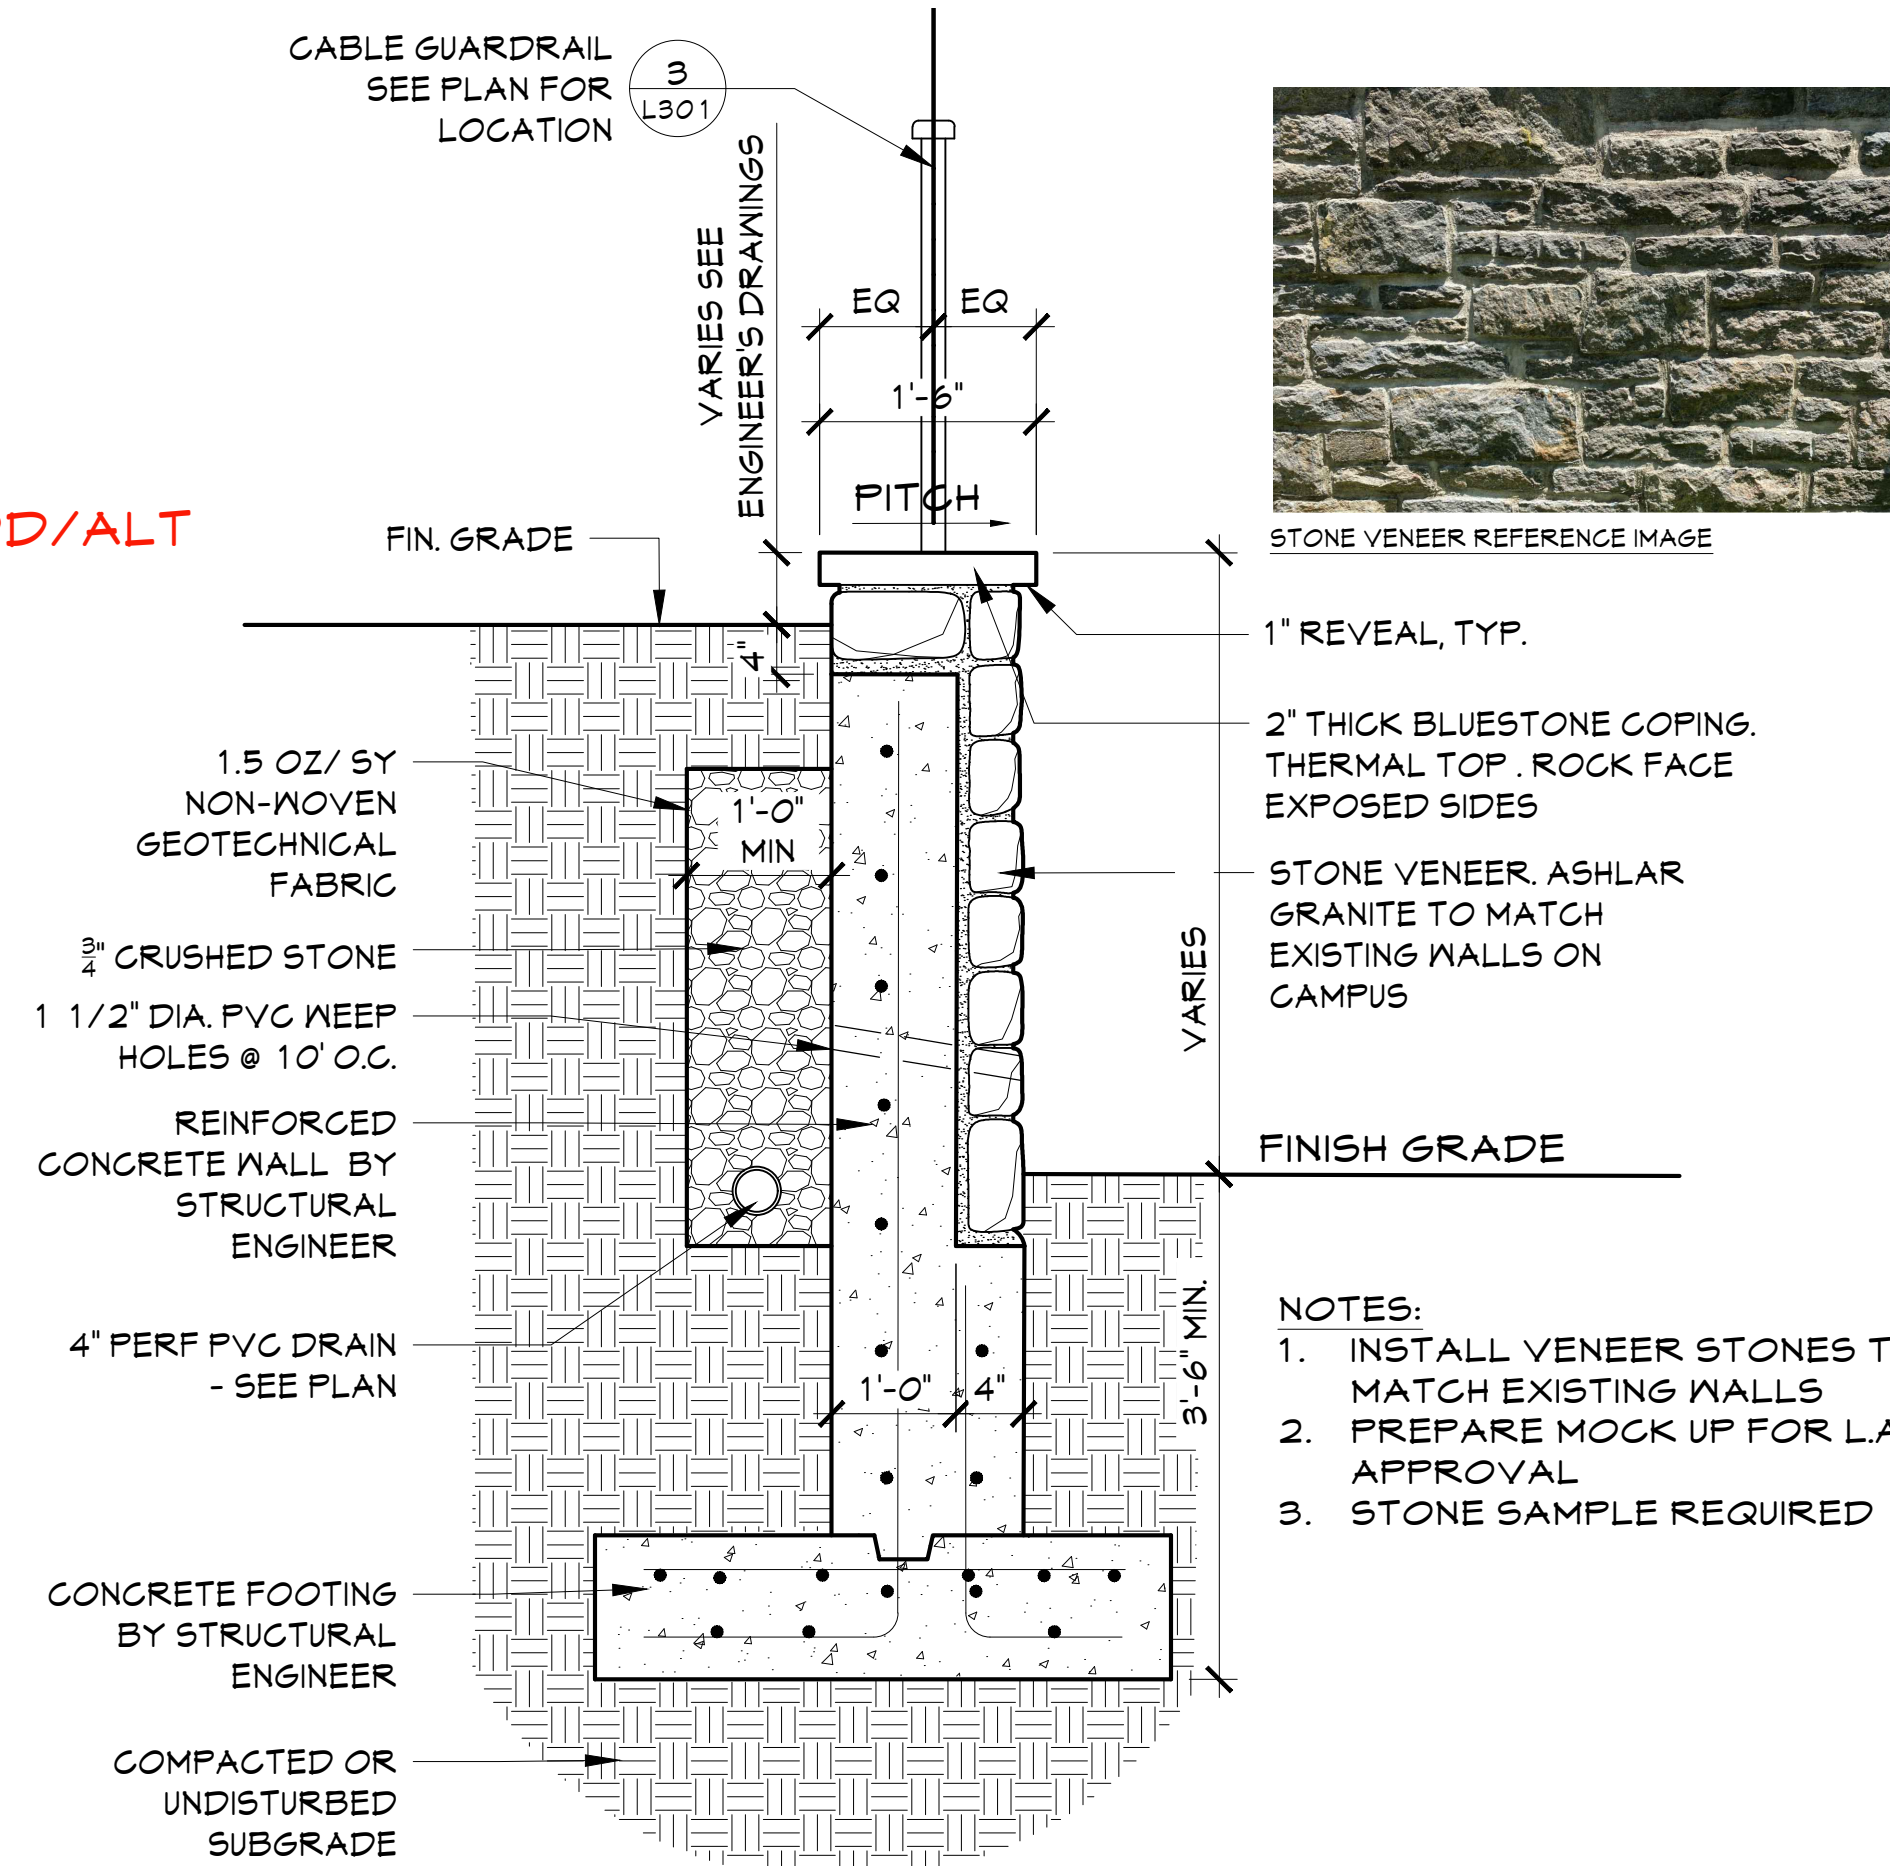 CABLE GUARDRAIL
SEE PLAN FOR
LOCATION
3
L301
VARIES SEE
ENGINEER'S DRAWINGS
EQ
EQ
1'-6"
PITCH
D/ALT
FIN. GRADE
STONE VENEER REFERENCE IMAGE
4"
1" REVEAL, TYP.
2" THICK BLUESTONE COPING.
THERMAL TOP . ROCK FACE
EXPOSED SIDES
1.5 OZ/ SY
NON-WOVEN
GEOTECHNICAL
FABRIC
1'-0"
MIN
STONE VENEER. ASHLAR
GRANITE TO MATCH
EXISTING WALLS ON
CAMPUS
3/4" CRUSHED STONE
VARIES
1 1/2" DIA. PVC WEEP
HOLES @ 10' O.C.
REINFORCED
CONCRETE WALL BY
STRUCTURAL
ENGINEER
FINISH GRADE
4" PERF PVC DRAIN
- SEE PLAN
1'-0"
4"
3'-6" MIN.
NOTES:
1. INSTALL VENEER STONES T
MATCH EXISTING WALLS
2. PREPARE MOCK UP FOR L.A
APPROVAL
3. STONE SAMPLE REQUIRED
CONCRETE FOOTING
BY STRUCTURAL
ENGINEER
COMPACTED OR
UNDISTURBED
SUBGRADE